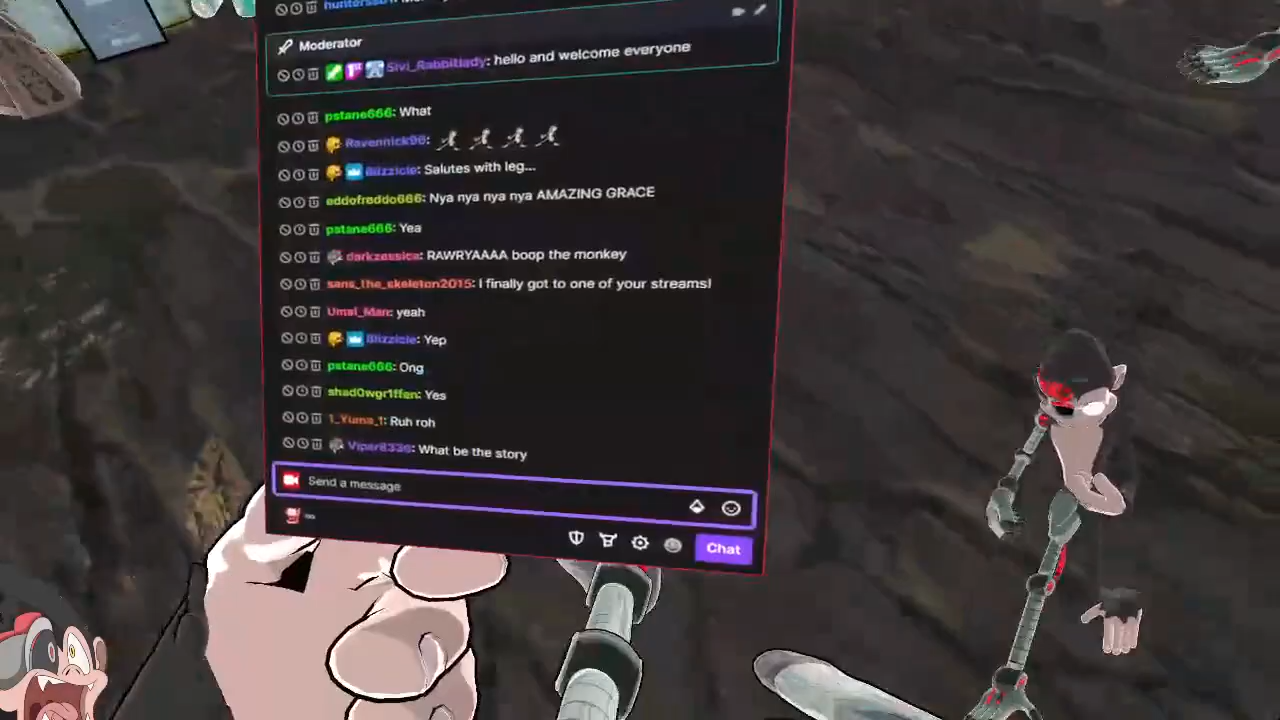 Moderator
Sivi_Rabbitlady: hello and welcome everyone
pstane666: What
Ravennick96:
Blizzicle: Salutes with leg...
eddofreddo666: Nya nya nya nya AMAZING GRACE
pstane666: Yea
darkzessica: RAWRYAAAA boop the monkey
sans_the_skeleton2015: I finally got to one of your streams!
Umai_Man: yeah
Blizzicle: Yep
pstane666: Ong
shad0wgr1ffen: Yes
1_Yuma_1: Ruh roh
Viper8336: What be the story
Send a message
Chat